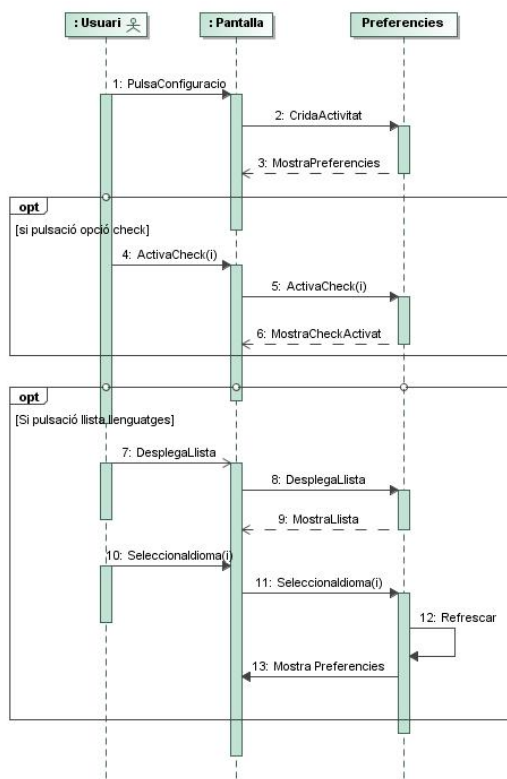 : Usuari
: Pantalla
Preferencies
1: PulsaConfiguracio
2: CridaActivitat
3: MostraPreferencies
opt
[si pulsació opció check]
4: ActivaCheck(i)
5: ActivaCheck(i)
6: MostraCheckActivat
opt
[Si pulsació llista lenguatges]
7: DesplegaLlista
8: DesplegaLlista
9: MostraLlista
10: SeleccionaIdioma(i)
11: SeleccionaIdioma(i)
12: Refrescar
13: Mostra Preferencies